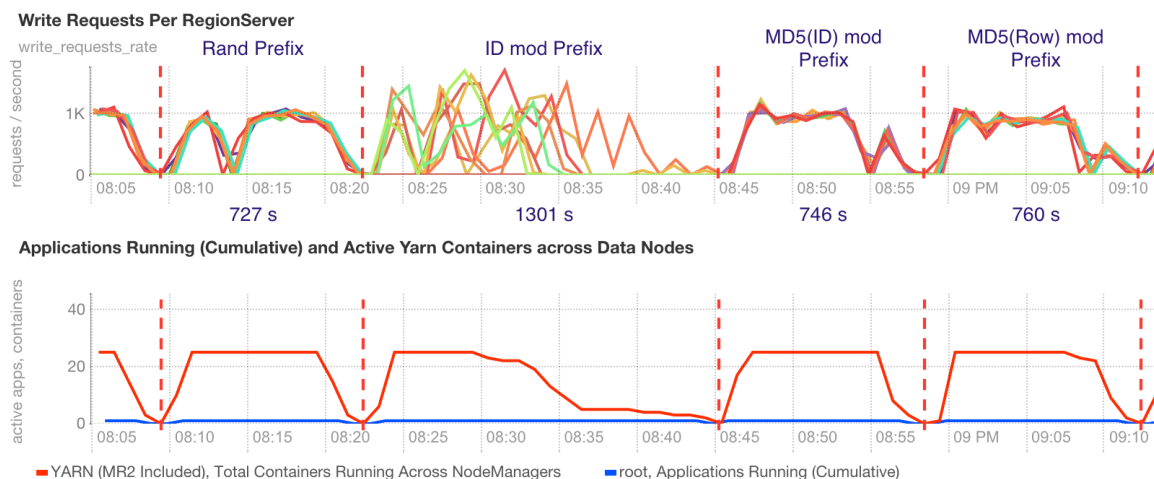 Write Requests Per RegionServer
write_requests_rate
Rand Prefix
ID mod Prefix
MD5(ID) mod
Prefix
MD5(Row) mod
Prefix
requests / second
1K
0
08:05 08:10 08:15 08:20 08:25 08:30 08:35 08:40 08:45 08:50 08:55 09 PM 09:05 09:10
727 s 1301 s 746 s 760 s
Applications Running (Cumulative) and Active Yarn Containers across Data Nodes
active apps, containers
40
20
0
08:05 08:10 08:15 08:20 08:25 08:30 08:35 08:40 08:45 08:50 08:55 09 PM 09:05 09:10
YARN (MR2 Included), Total Containers Running Across NodeManagers root, Applications Running (Cumulative)